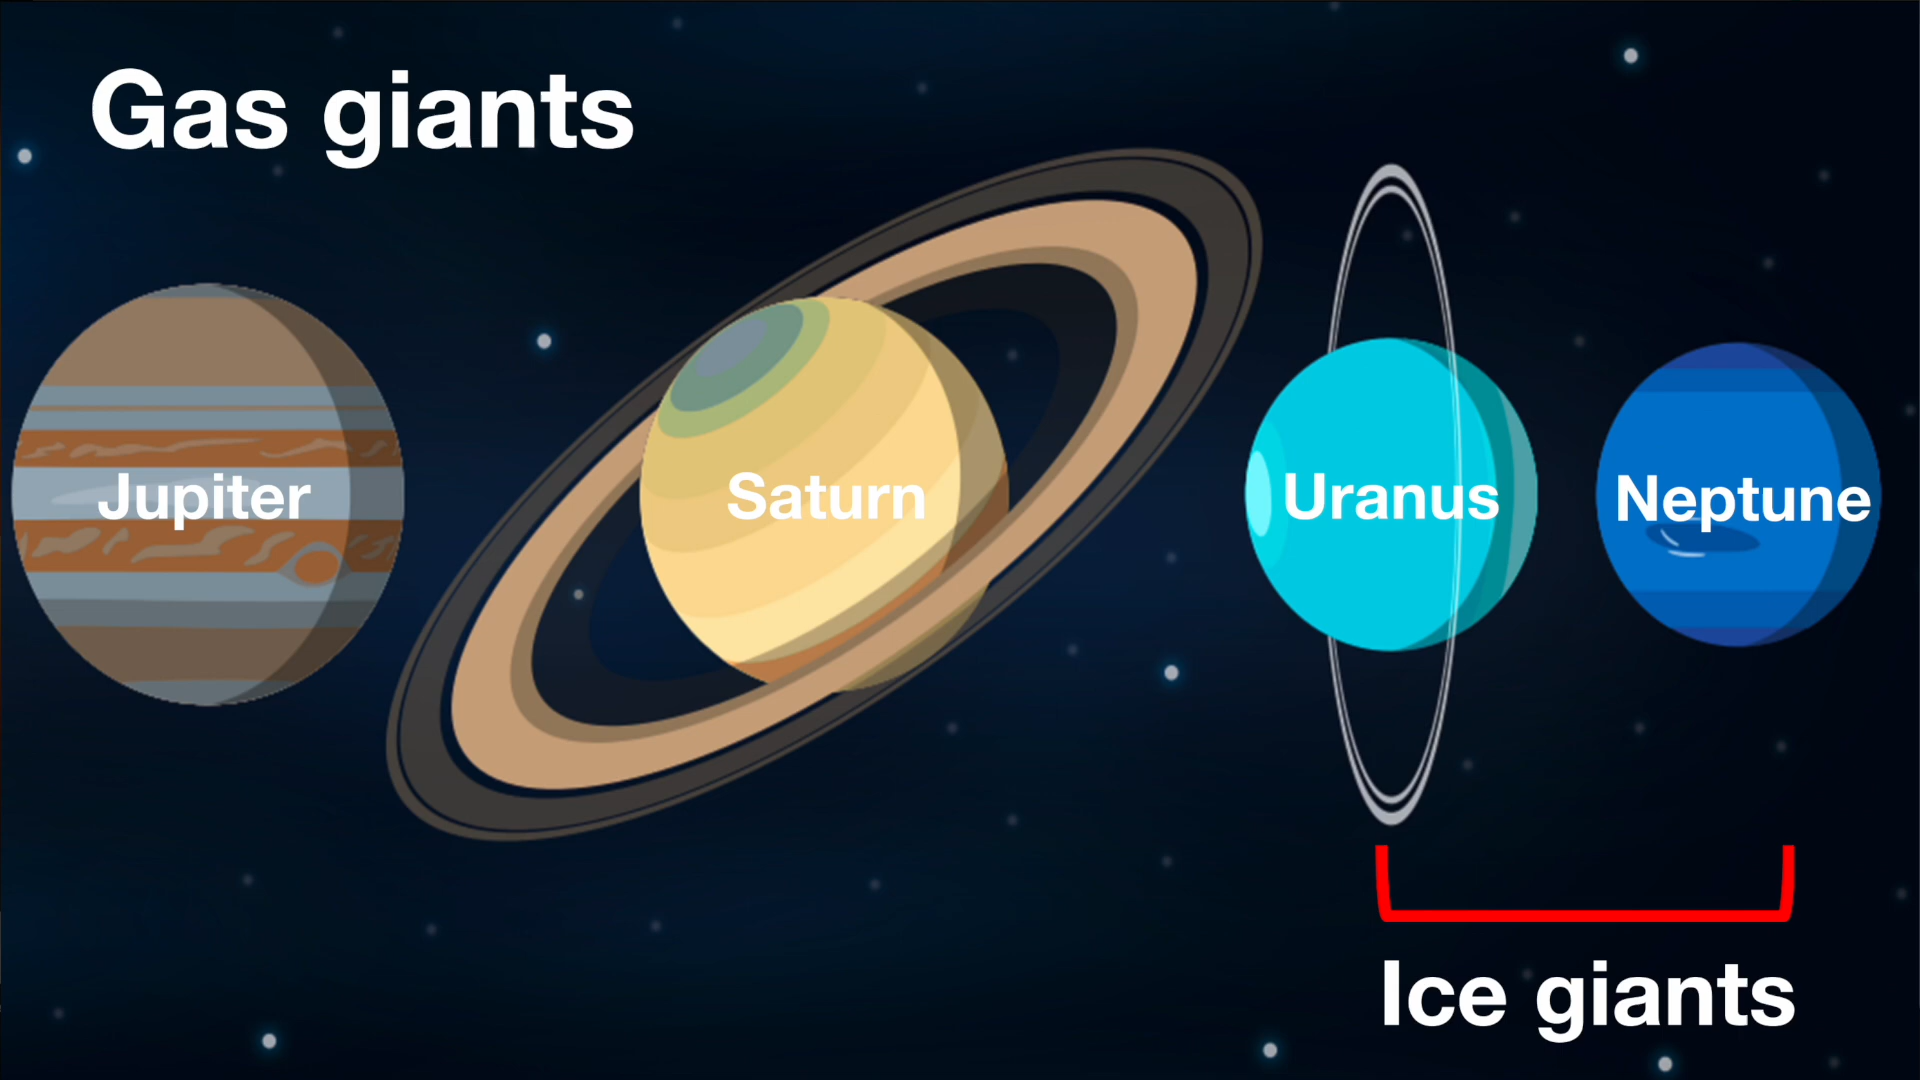 Gas giants
Jupiter
Saturn
Uranus
Neptune
Ice giants